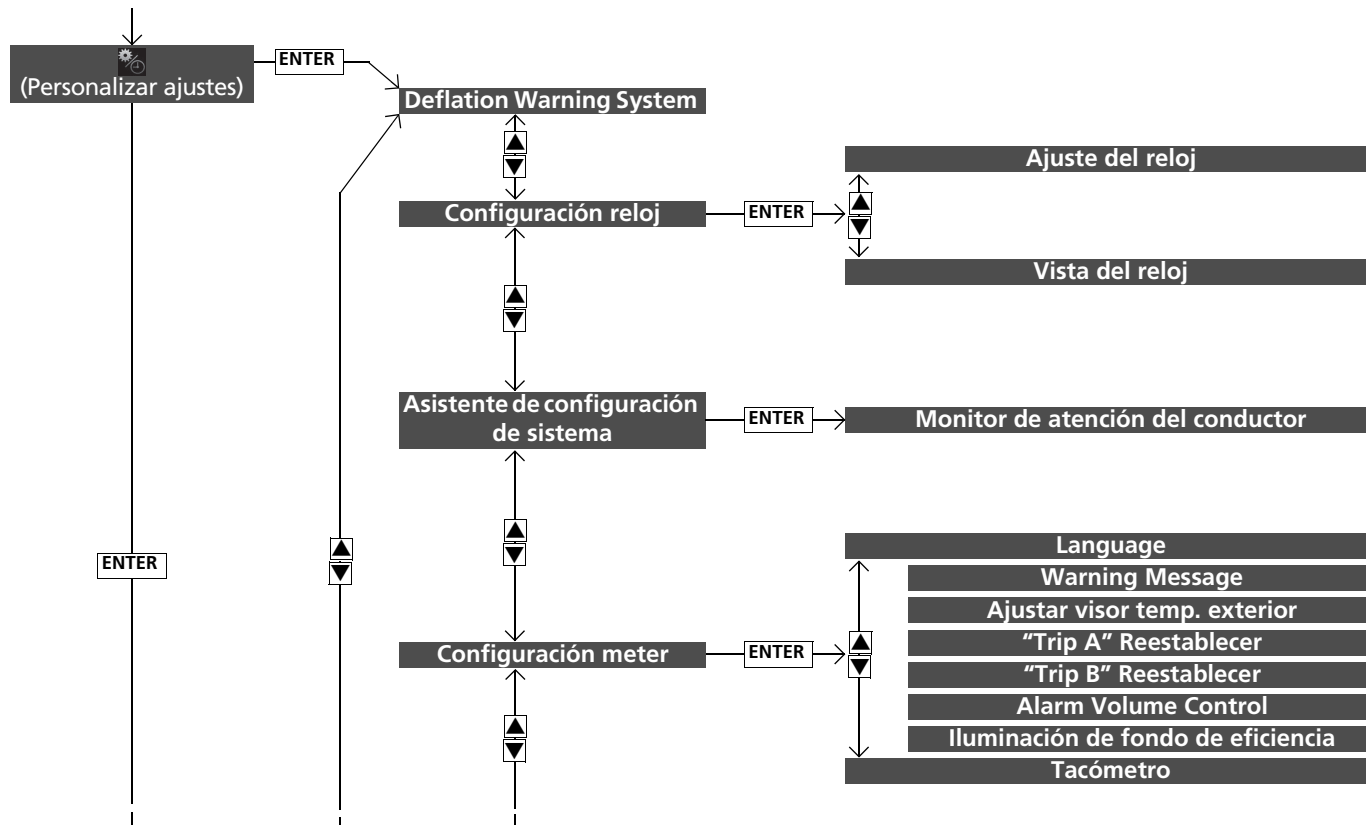 (Personalizar ajustes)
ENTER
Deflation Warning System
Configuración reloj
ENTER
Ajuste del reloj
Vista del reloj
Asistente de configuración
de sistema
ENTER
Monitor de atención del conductor
ENTER
Configuración meter
ENTER
Language
Warning Message
Ajustar visor temp. exterior
“Trip A” Reestablecer
“Trip B” Reestablecer
Alarm Volume Control
Iluminación de fondo de eficiencia
Tacómetro